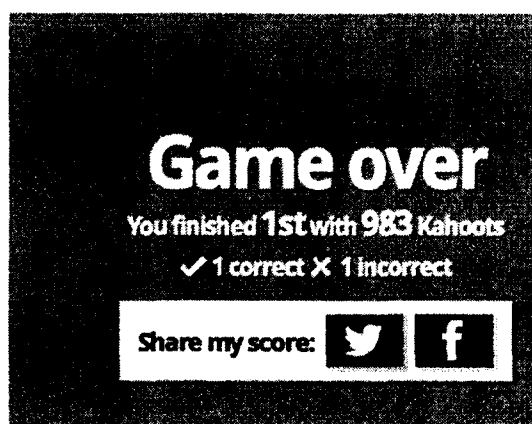 Game over
You finished 1st with 983 Kahoots
✓ 1 correct ✕ 1 incorrect
Share my score: